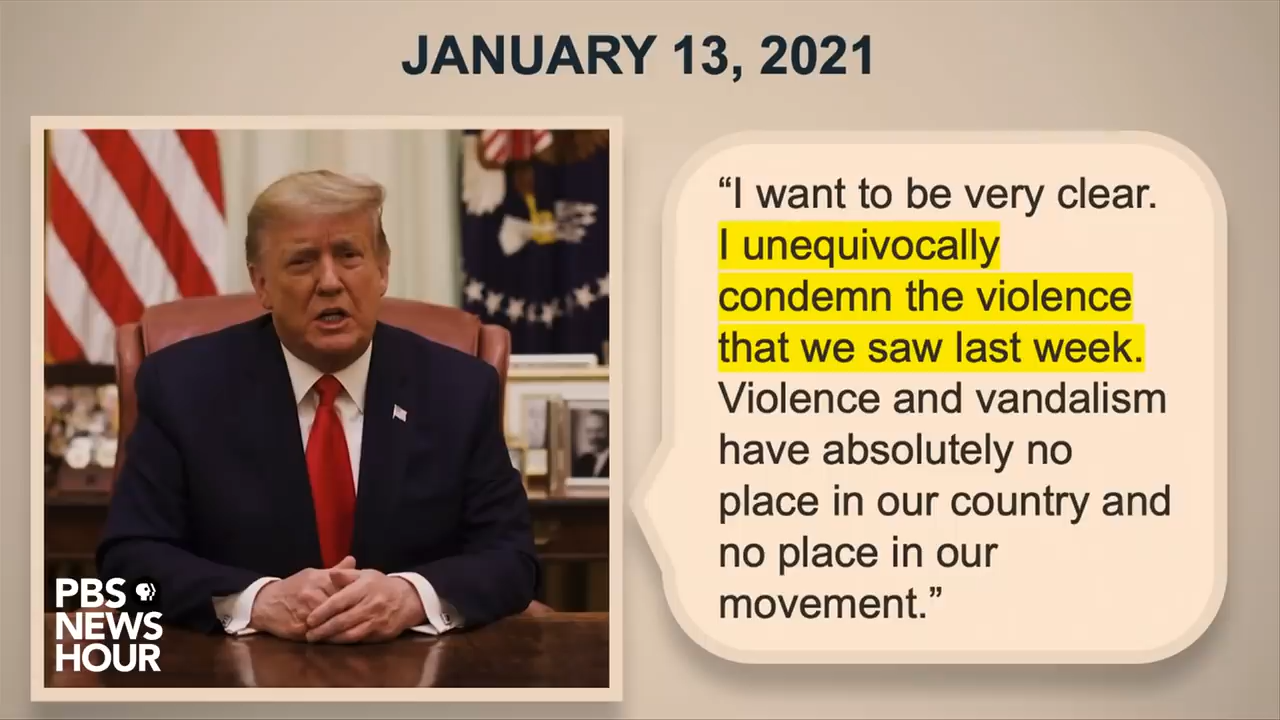 JANUARY 13, 2021
“I want to be very clear.
I unequivocally
condemn the violence
that we saw last week.
Violence and vandalism
have absolutely no
place in our country and
no place in our
movement.”
PBS
NEWS
HOUR